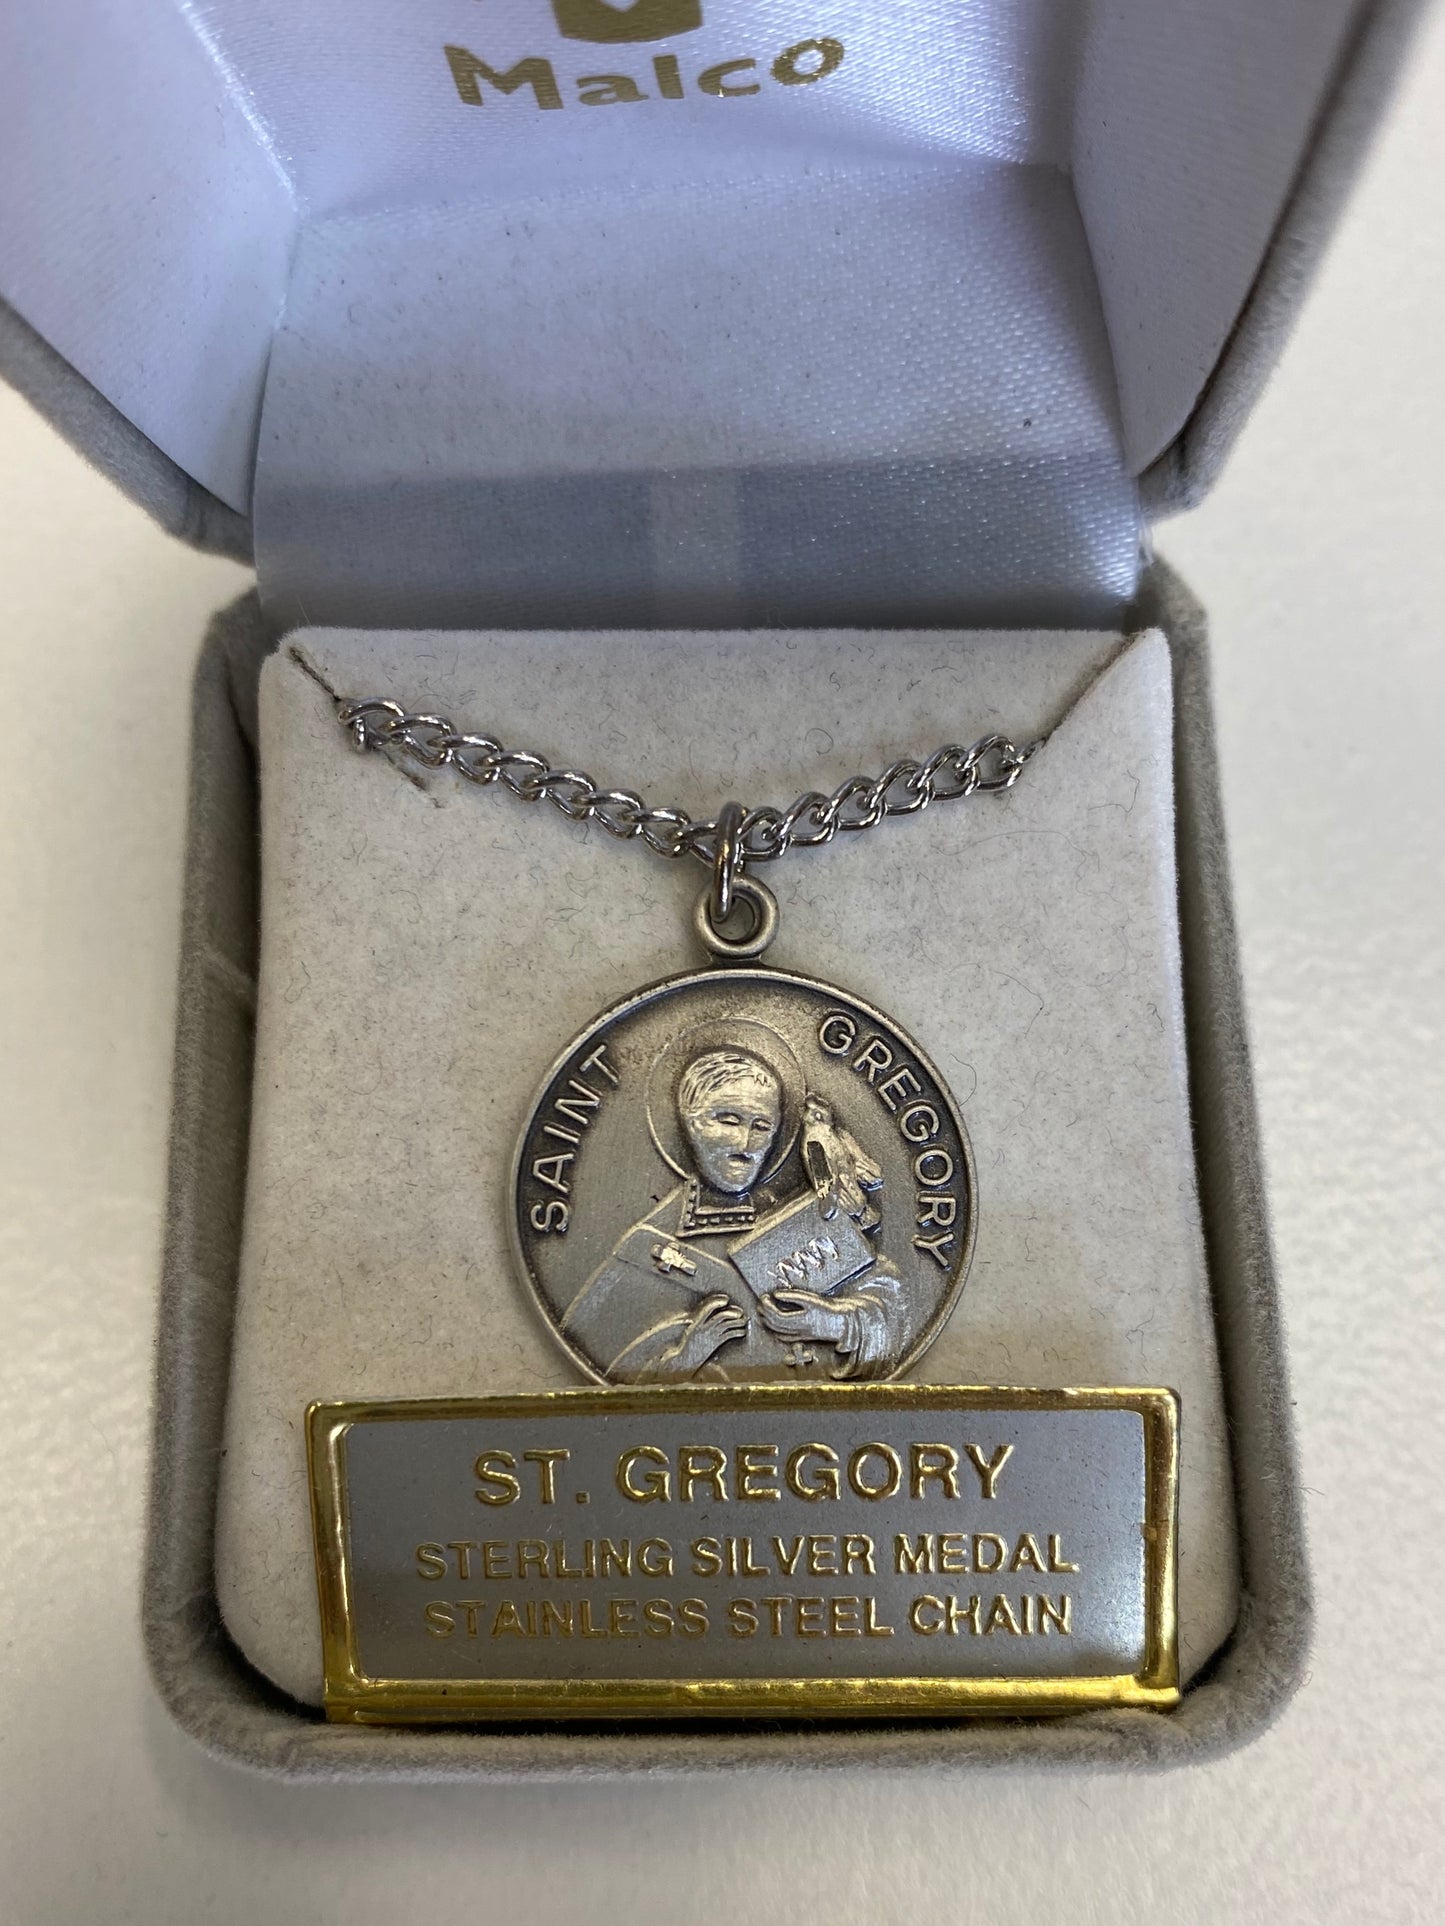 Malco
SAINT GREGORY
ST. GREGORY
STERLING SILVER MEDAL
STAINLESS STEEL CHAIN